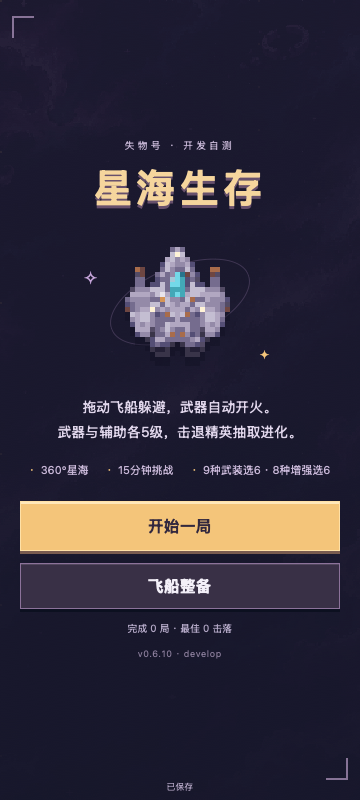 失物号 · 开发自测
星海生存
拖动飞船躲避，武器自动开火。
武器与辅助各5级，击退精英抽取进化。
· 360°星海 · 15分钟挑战 · 9种武装选6 · 8种增强选6
开始一局
飞船整备
完成 0 局 · 最佳 0 击落
v0.6.10 · develop
已保存